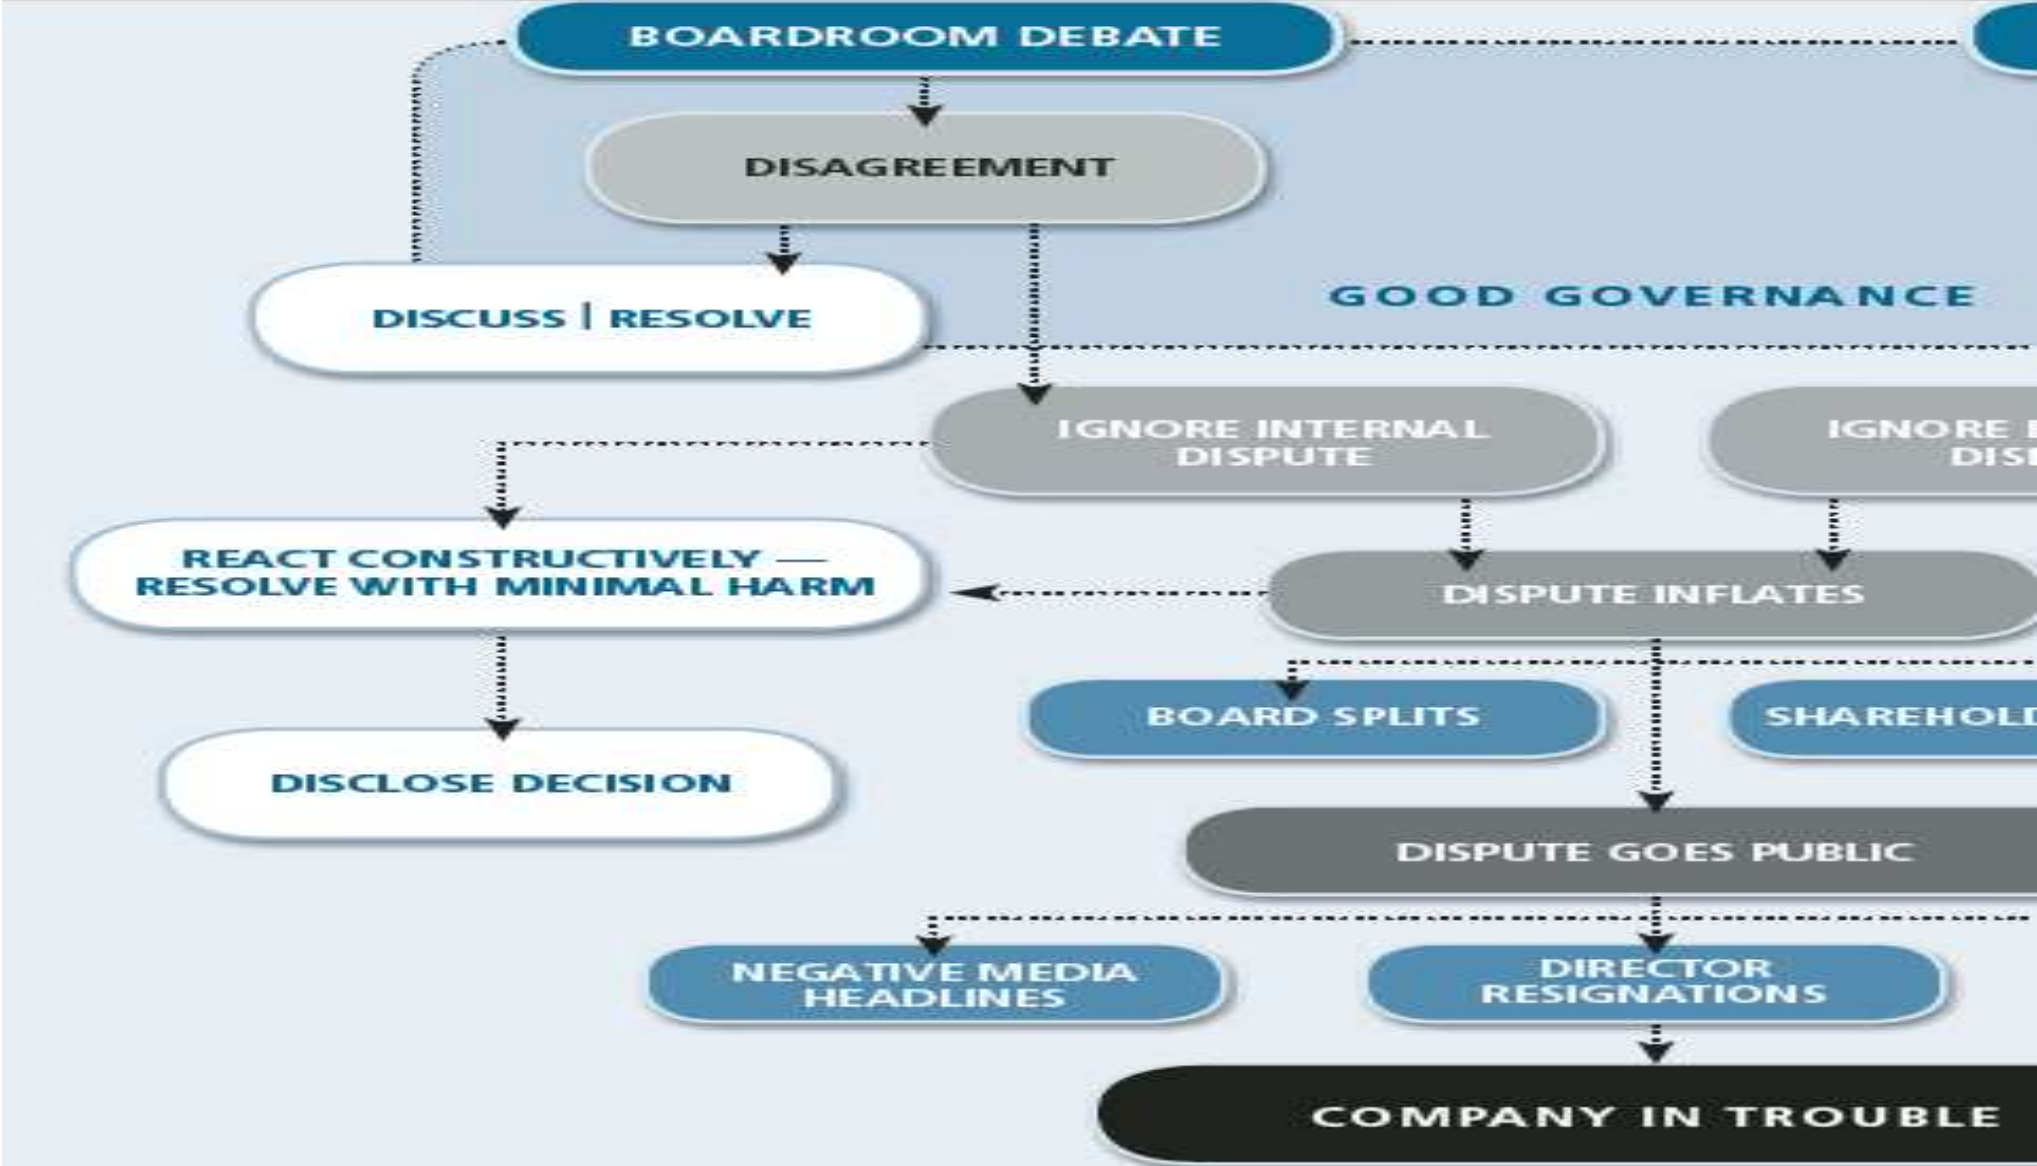 BOARDROOM DEBATE
DISAGREEMENT
DISCUSS | RESOLVE
GOOD GOVERNANCE
IGNORE INTERNAL
DISPUTE
IGNORE
REACT CONSTRUCTIVELY —
RESOLVE WITH MINIMAL HARM
DISPUTE INFLATES
BOARD SPLITS
DISCLOSE DECISION
DISPUTE GOES PUBLIC
NEGATIVE MEDIA
HEADLINES
DIRECTOR
RESIGNATIONS
COMPANY IN TROUBLE